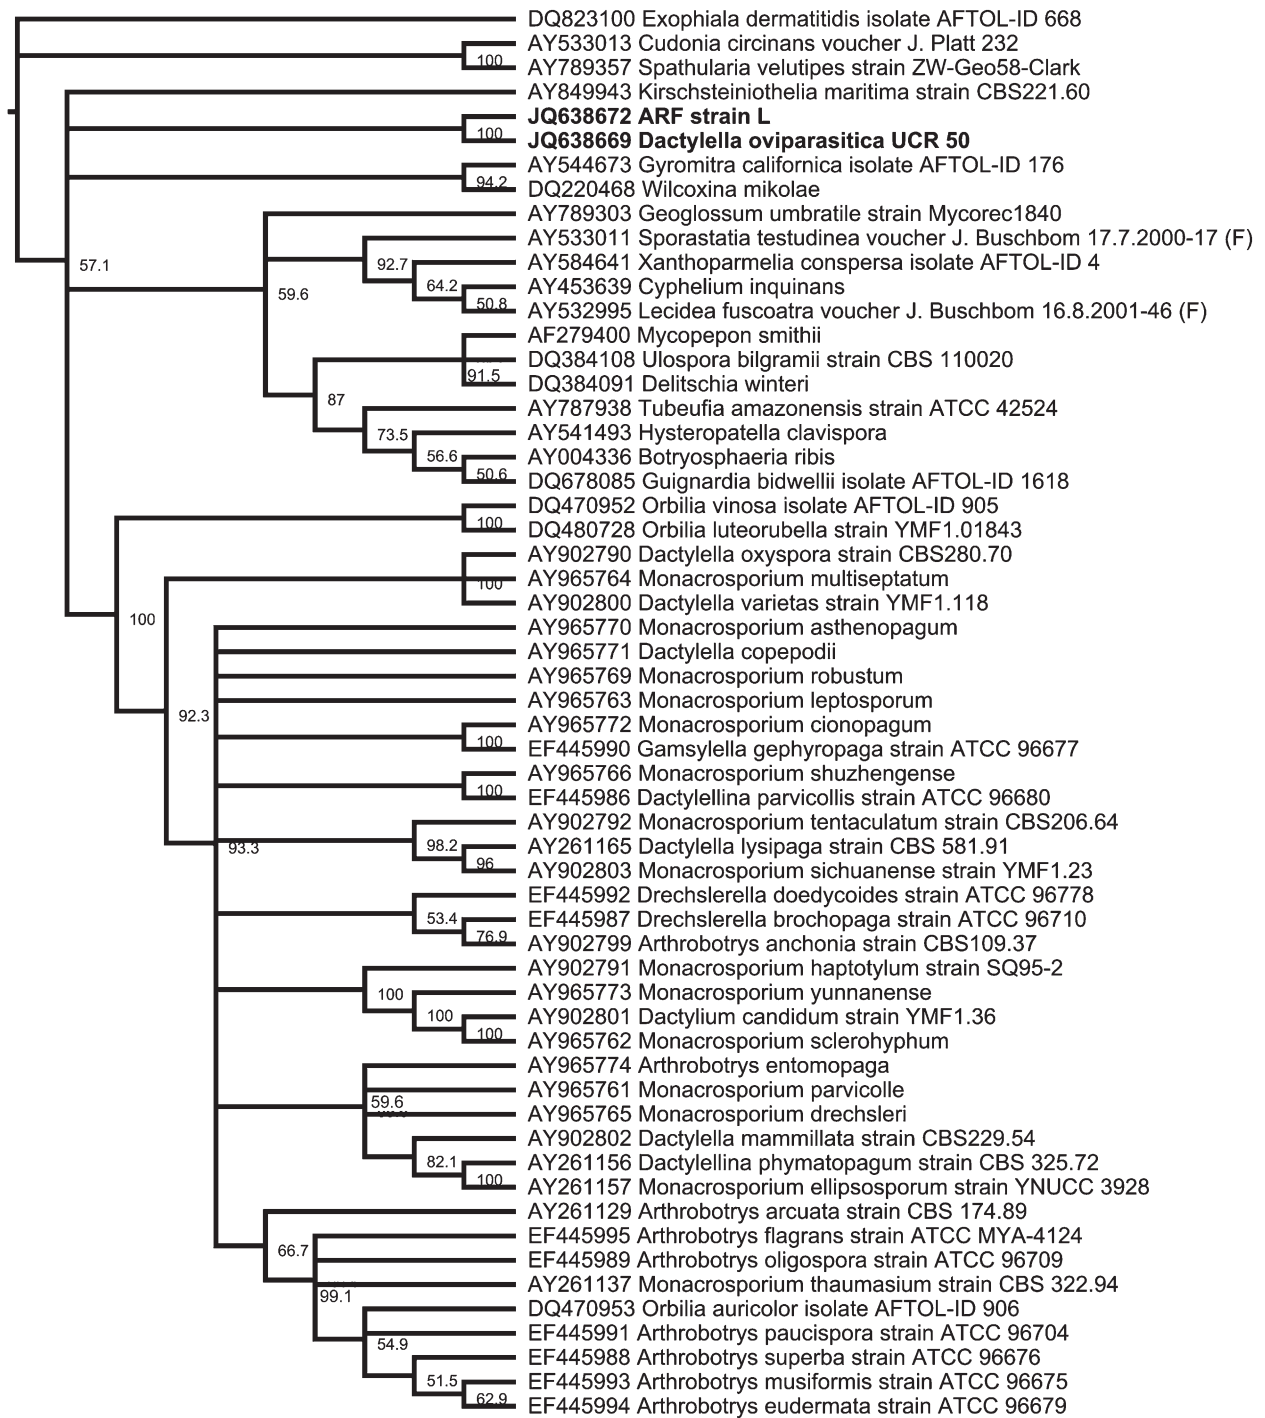 DQ823100 Exophiala dermatitidis isolate AFTOL-ID 668
AY533013 Cudonia circinans voucher J. Platt 232
100
AY789357 Spathularia velutipes strain ZW-Geo58-Clark
AY849943 Kirschsteiniothelia maritima strain CBS221.60
JQ638672 ARF strain L
100
JQ638669 Dactylella oviparasitica UCR 50
AY544673 Gyromitra californica isolate AFTOL-ID 176
94.2
DQ220468 Wilcoxina mikolae
AY789303 Geoglossum umbratile strain Mycorec1840
AY533011 Sporastatia testudinea voucher J. Buschbom 17.7.2000-17 (F)
57.1
92.7
AY584641 Xanthoparmelia conspersa isolate AFTOL-ID 4
64.2
AY453639 Cyphelium inquinans
59.6
50.8
AY532995 Lecidea fuscoatra voucher J. Buschbom 16.8.2001-46 (F)
AF279400 Mycopepon smithii
DQ384108 Ulospora bilgramii strain CBS 110020
91.5
DQ384091 Delitschia winteri
87
AY787938 Tubeufia amazonensis strain ATCC 42524
73.5
AY541493 Hysteropatella clavispora
56.6
AY004336 Botryosphaeria ribis
50.6
DQ678085 Guignardia bidwellii isolate AFTOL-ID 1618
DQ470952 Orbilia vinosa isolate AFTOL-ID 905
100
DQ480728 Orbilia luteorubella strain YMF1.01843
AY902790 Dactylella oxyspora strain CBS280.70
100
AY965764 Monacrosporium multiseptatum
AY902800 Dactylella varietas strain YMF1.118
100
AY965770 Monacrosporium asthenopagum
AY965771 Dactylella copepodii
AY965769 Monacrosporium robustum
AY965763 Monacrosporium leptosporum
92.3
AY965772 Monacrosporium cionopagum
100
EF445990 Gamsylella gephyropaga strain ATCC 96677
AY965766 Monacrosporium shuzhengense
100
EF445986 Dactylellina parvicollis strain ATCC 96680
AY902792 Monacrosporium tentaculatum strain CBS206.64
93.3
98.2
AY261165 Dactylella lysipaga strain CBS 581.91
96
AY902803 Monacrosporium sichuanense strain YMF1.23
EF445992 Drechslerella doedycoides strain ATCC 96778
53.4
EF445987 Drechslerella brochopaga strain ATCC 96710
76.9
AY902799 Arthrobotrys anchonia strain CBS109.37
AY902791 Monacrosporium haptotylum strain SQ95-2
100
AY965773 Monacrosporium yunnanense
100
AY902801 Dactylium candidum strain YMF1.36
100
AY965762 Monacrosporium sclerohyphum
AY965774 Arthrobotrys entomopaga
AY965761 Monacrosporium parvicolle
59.6
AY965765 Monacrosporium drechsleri
AY902802 Dactylella mammillata strain CBS229.54
82.1
AY261156 Dactylellina phymatopagum strain CBS 325.72
100
AY261157 Monacrosporium ellipsosporum strain YNUCC 3928
AY261129 Arthrobotrys arcuata strain CBS 174.89
EF445995 Arthrobotrys flagrans strain ATCC MYA-4124
66.7
EF445989 Arthrobotrys oligospora strain ATCC 96709
AY261137 Monacrosporium thaumasium strain CBS 322.94
99.1
DQ470953 Orbilia auricolor isolate AFTOL-ID 906
EF445991 Arthrobotrys paucispora strain ATCC 96704
54.9
EF445988 Arthrobotrys superba strain ATCC 96676
51.5
EF445993 Arthrobotrys musiformis strain ATCC 96675
62.9
EF445994 Arthrobotrys eudermata strain ATCC 96679